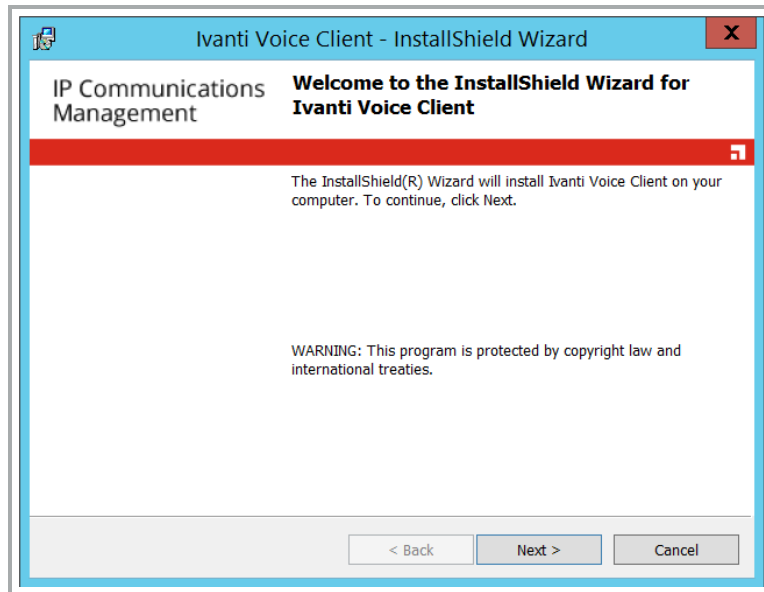 Ivanti Voice Client - InstallShield Wizard
X
IP Communications
Management
Welcome to the InstallShield Wizard for
Ivanti Voice Client
The InstallShield(R) Wizard will install Ivanti Voice Client on your
computer. To continue, click Next.
WARNING: This program is protected by copyright law and
international treaties.
< Back
Next >
Cancel